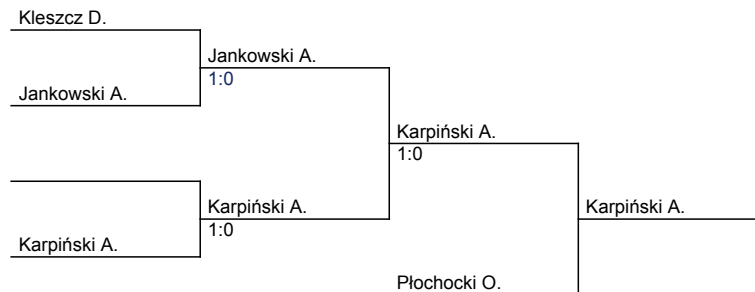 Kleszcz D.
Jankowski A.
1:0
Jankowski A.
Karpiński A.
1:0
Karpiński A.
1:0
Karpiński A.
Karpiński A.
Płochocki O.